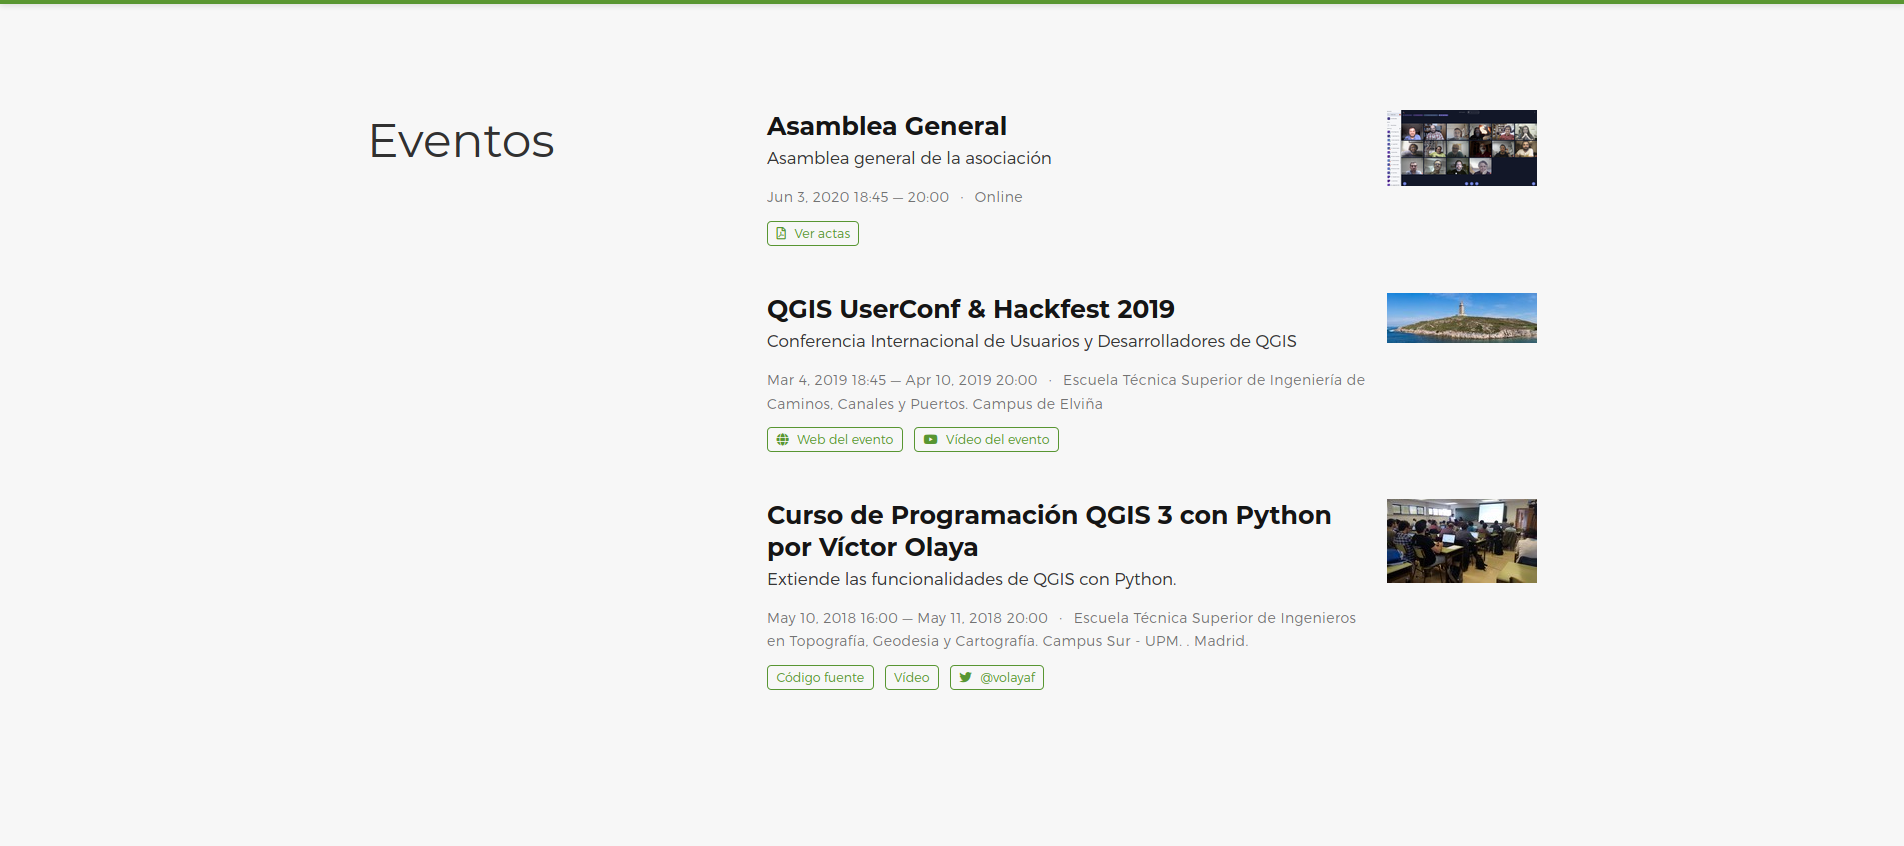 Eventos
Asamblea General
Asamblea general de la asociación
Jun 3, 2020 18:45 — 20:00 · Online
Ver actas
QGIS UserConf & Hackfest 2019
Conferencia Internacional de Usuarios y Desarrolladores de QGIS
Mar 4, 2019 18:45 — Apr 10, 2019 20:00 · Escuela Técnica Superior de Ingeniería de
Caminos, Canales y Puertos. Campus de Elviña
Web del evento Vídeo del evento
Curso de Programación QGIS 3 con Python
por Víctor Olaya
Extiende las funcionalidades de QGIS con Python.
May 10, 2018 16:00 — May 11, 2018 20:00 · Escuela Técnica Superior de Ingenieros
en Topografía, Geodesia y Cartografía. Campus Sur - UPM. . Madrid.
Código fuente Vídeo @volayaf